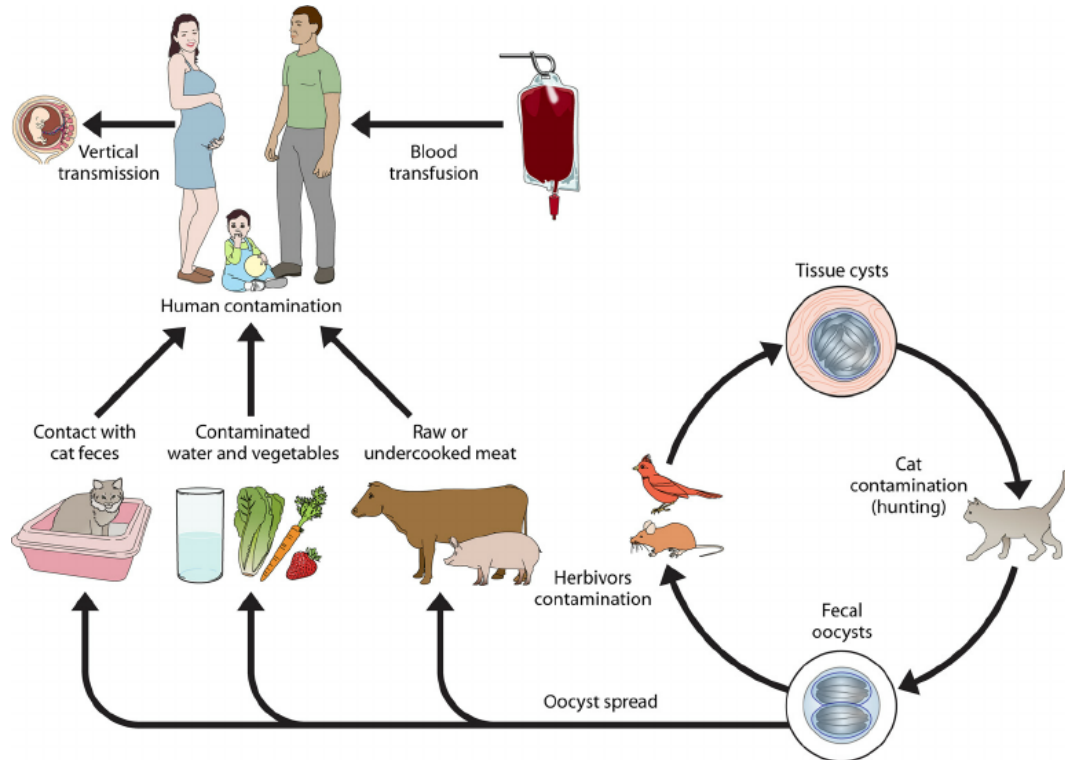 Vertical
transmission
Blood
transfusion
Human contamination
Tissue cysts
Contact with
cat feces
Contaminated
water and vegetables
Raw or
undercooked meat
Cat
contamination
(hunting)
Herbivors
contamination
Fecal
oocysts
Oocyst spread